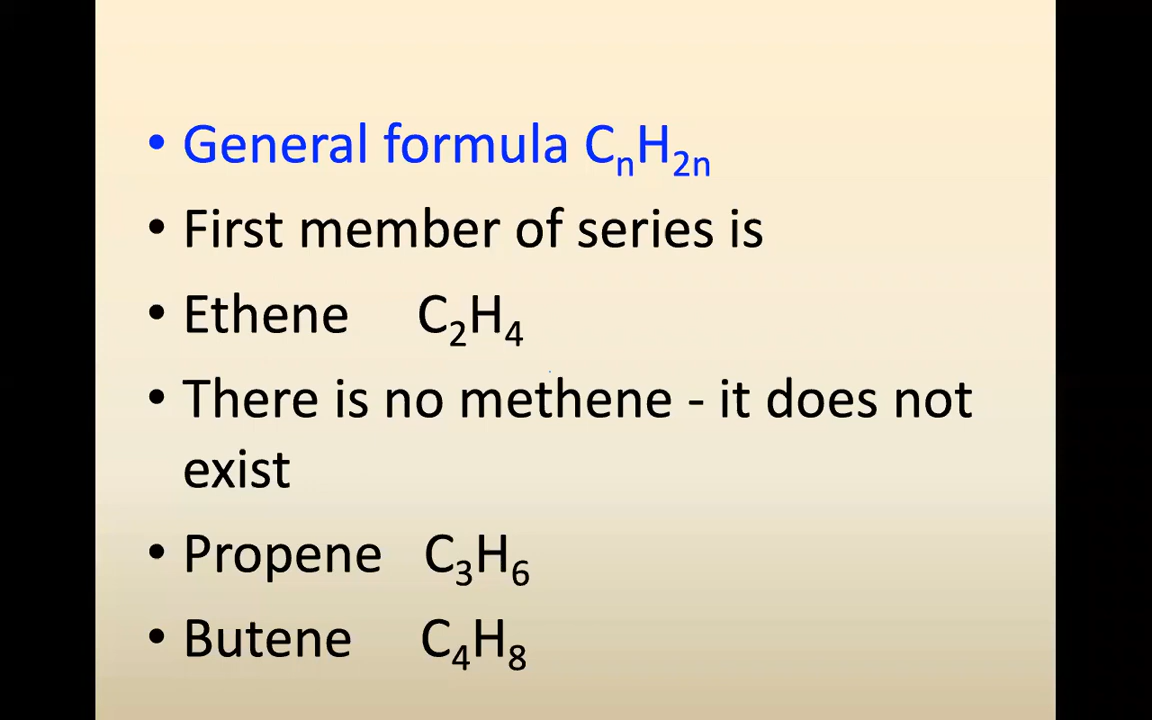 • General formula CₙH₂ₙ
• First member of series is
• Ethene C₂H₄
• There is no methene - it does not
exist
• Propene C₃H₆
• Butene C₄H₈